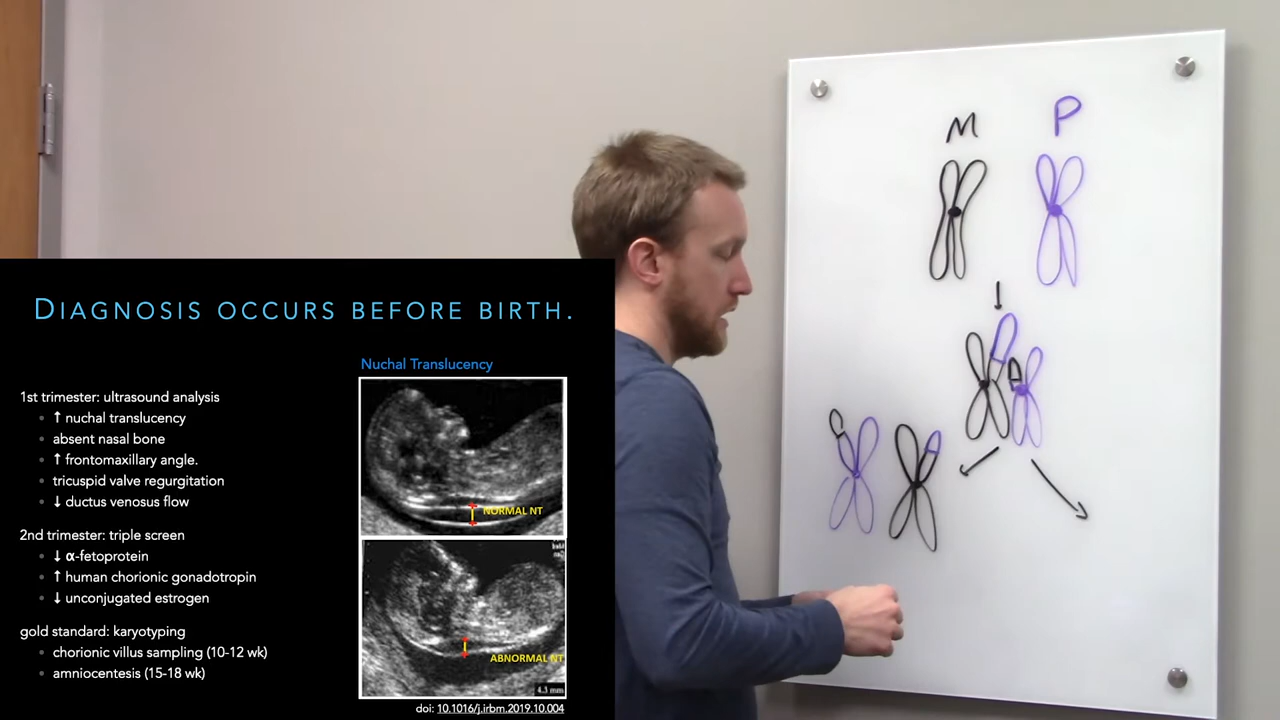 DIAGNOSIS OCCURS BEFORE BIRTH.
1st trimester: ultrasound analysis
• ↑ nuchal translucency
• absent nasal bone
• ↑ frontomaxillary angle.
• tricuspid valve regurgitation
• ↓ ductus venosus flow
2nd trimester: triple screen
• ↓ α-fetoprotein
• ↑ human chorionic gonadotropin
• ↓ unconjugated estrogen
gold standard: karyotyping
• chorionic villus sampling (10-12 wk)
• amniocentesis (15-18 wk)
Nuchal Translucency
NORMAL NT
ABNORMAL NT
4.3 mm
doi: 10.1016/j.irbm.2019.10.004
M P